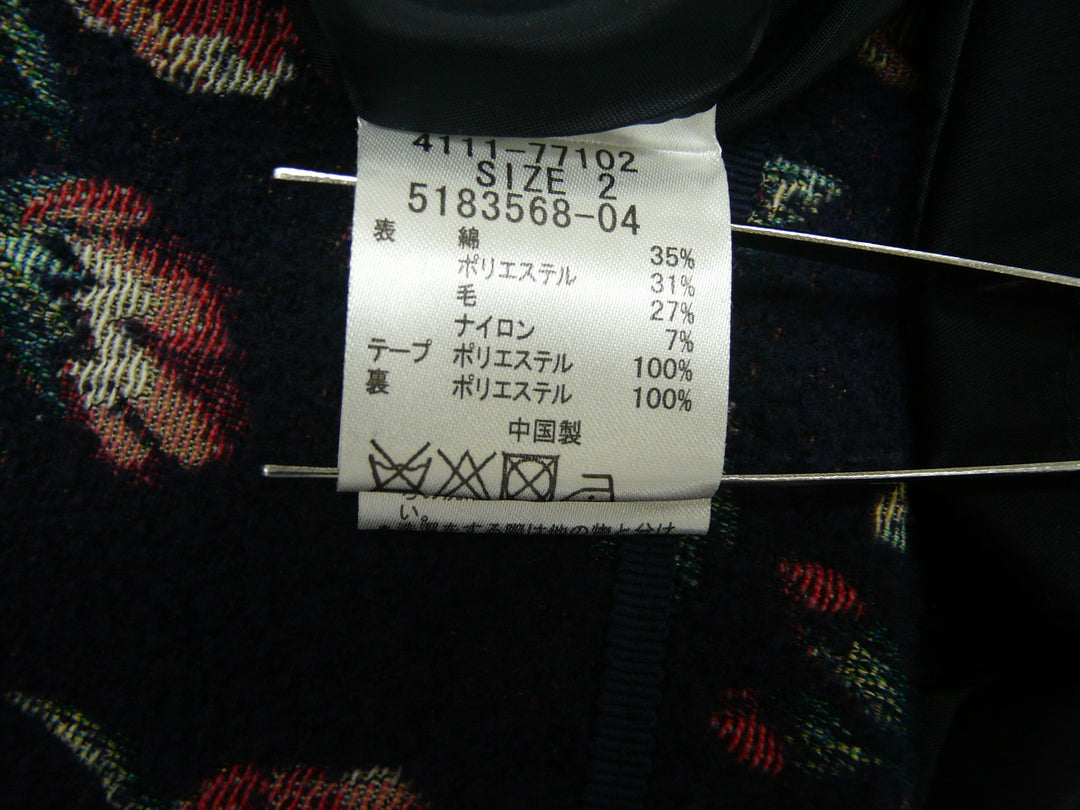 4111-77102
SIZE 2
5183568-04
表 綿 35%
ポリエステル 31%
毛 27%
ナイロン 7%
テープ ポリエステル 100%
裏 ポリエステル 100%
中国製
い。